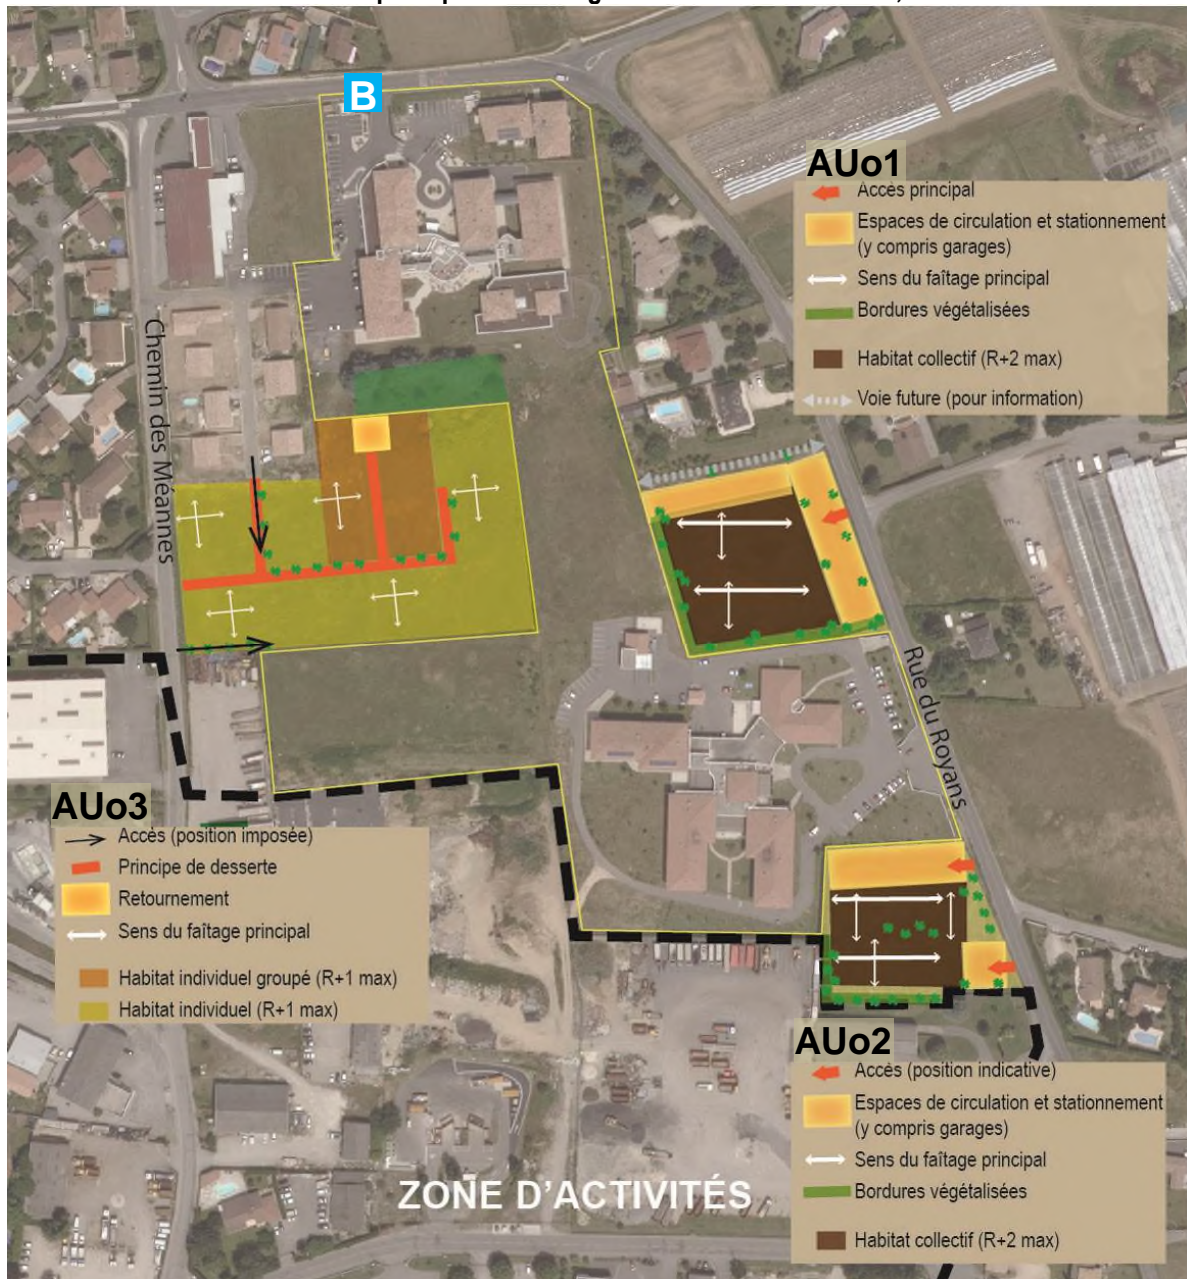 B
AUo1
Accès principal
Espaces de circulation et stationnement
(y compris garages)
Sens du faîtage principal
Bordures végétalisées
Habitat collectif (R+2 max)
Voie future (pour information)
Chemin des Méannes
Rue du Royans
AUo3
Accès (position imposée)
Principe de desserte
Retournement
Sens du faîtage principal
Habitat individuel groupé (R+1 max)
Habitat individuel (R+1 max)
AUo2
Accès (position indicative)
Espaces de circulation et stationnement
(y compris garages)
Sens du faîtage principal
Bordures végétalisées
Habitat collectif (R+2 max)
ZONE D'ACTIVITÉS